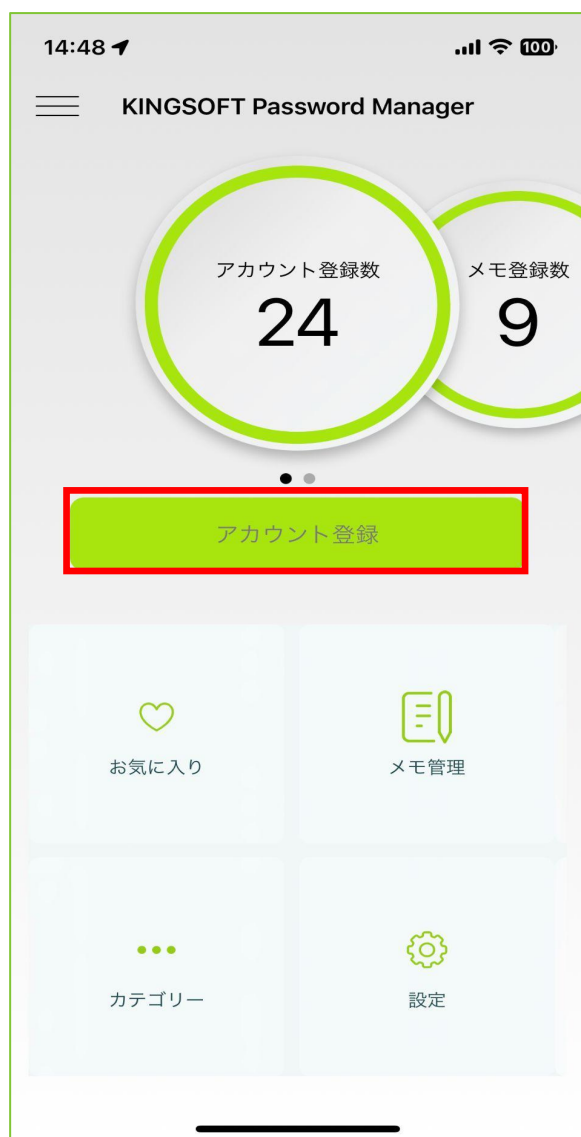 14:48
100
KINGSOFT Password Manager
アカウント登録数
24
メモ登録数
9
アカウント登録
お気に入り
メモ管理
カテゴリー
設定